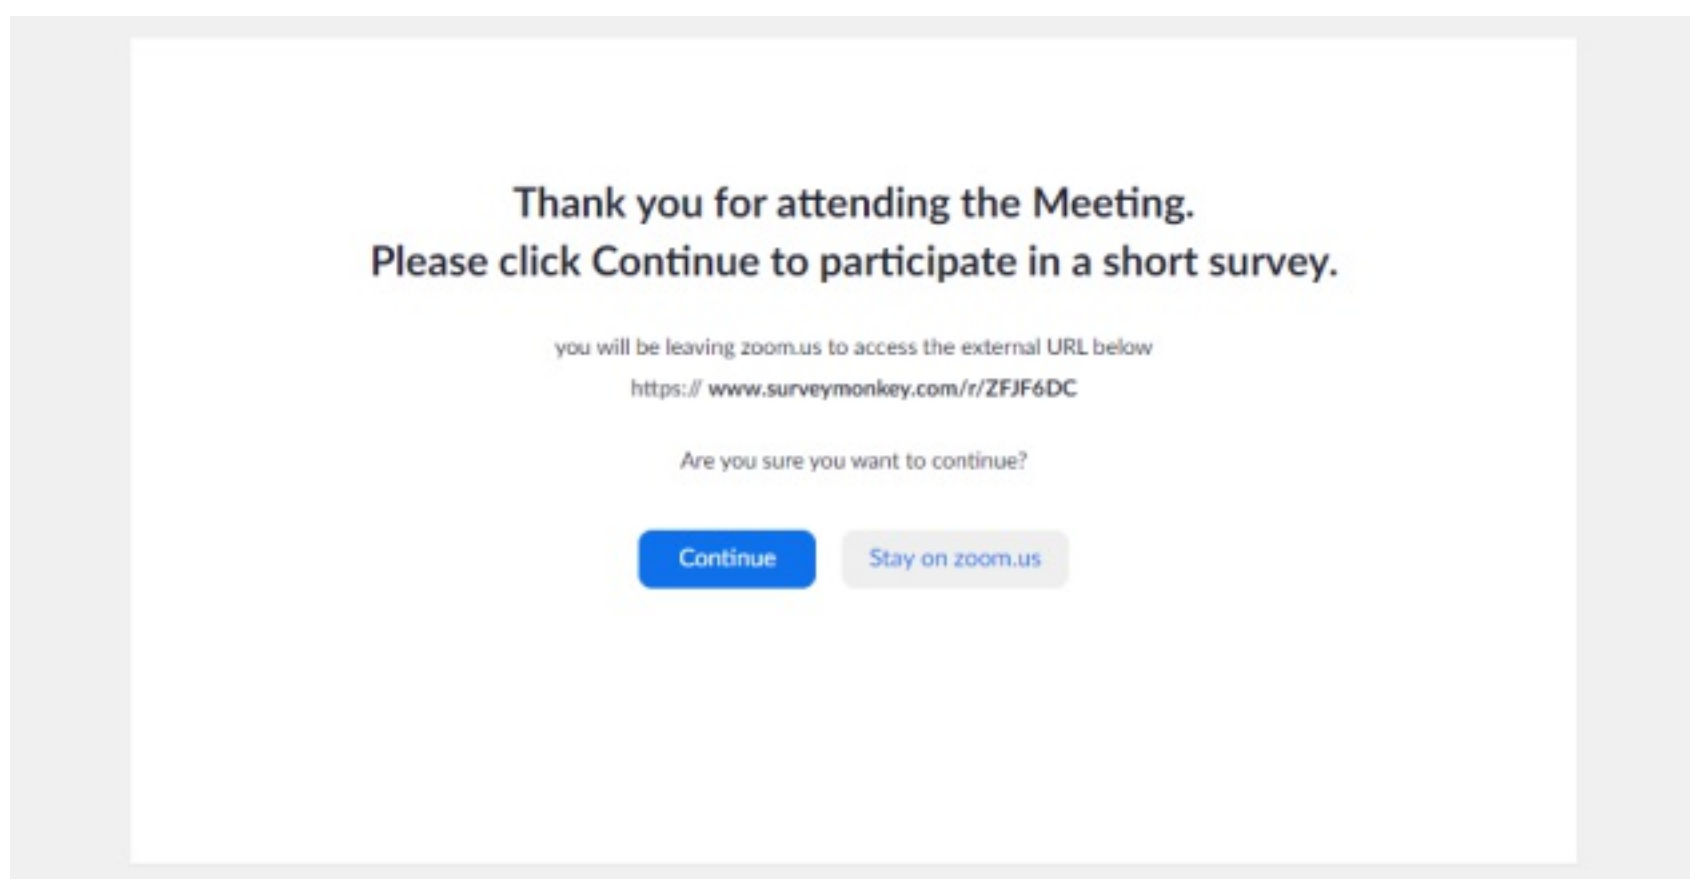 Thank you for attending the Meeting.
Please click Continue to participate in a short survey.
you will be leaving zoom.us to access the external URL below
https:// www.surveymonkey.com/r/ZFJF6DC
Are you sure you want to continue?
Continue
Stay on zoom.us